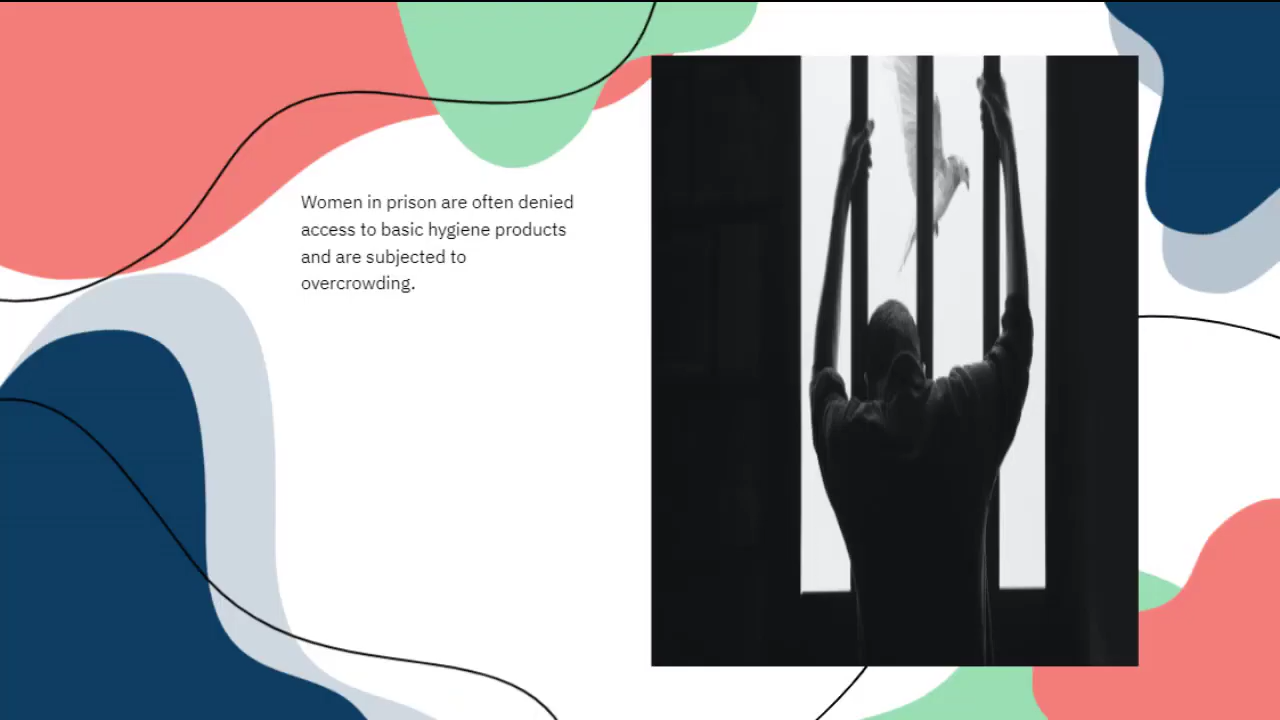 Women in prison are often denied
access to basic hygiene products
and are subjected to
overcrowding.